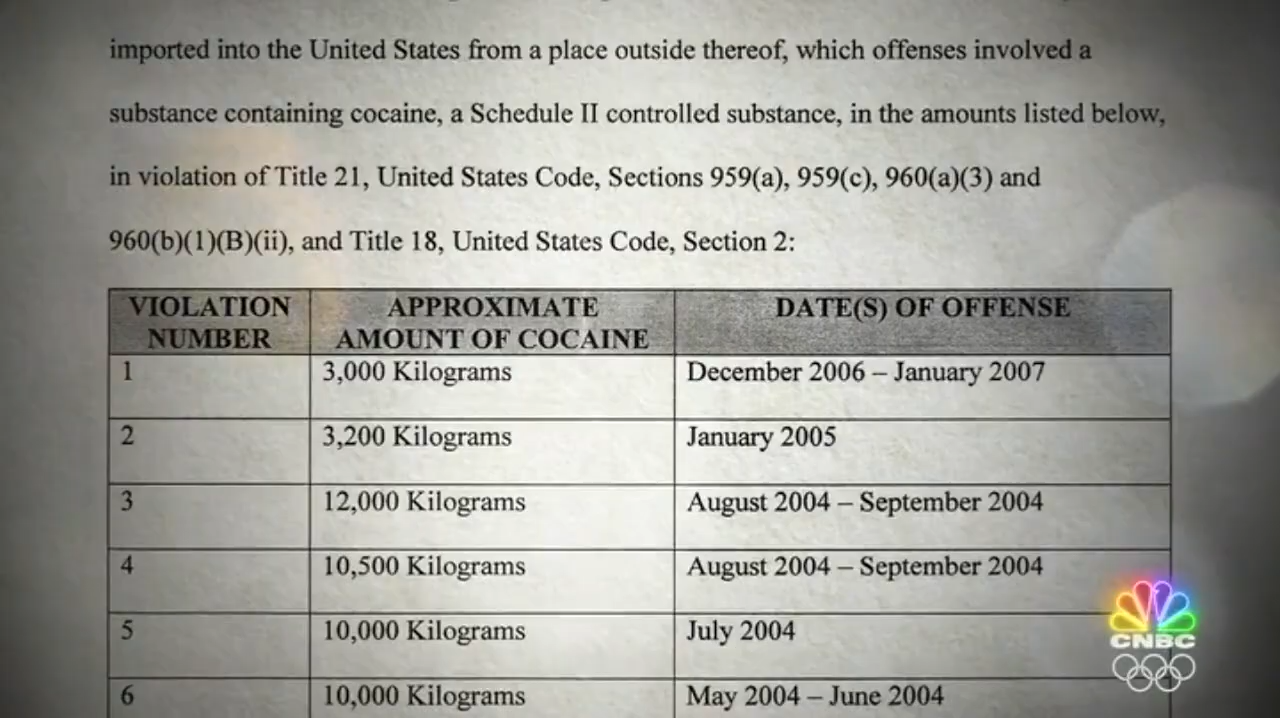 imported into the United States from a place outside thereof, which offenses involved a
substance containing cocaine, a Schedule II controlled substance, in the amounts listed below,
in violation of Title 21, United States Code, Sections 959(a), 959(c), 960(a)(3) and
960(b)(1)(B)(ii), and Title 18, United States Code, Section 2:
VIOLATION NUMBER APPROXIMATE AMOUNT OF COCAINE DATE(S) OF OFFENSE
1 3,000 Kilograms December 2006 – January 2007
2 3,200 Kilograms January 2005
3 12,000 Kilograms August 2004 – September 2004
4 10,500 Kilograms August 2004 – September 2004
5 10,000 Kilograms July 2004
6 10,000 Kilograms May 2004 – June 2004
CNBC